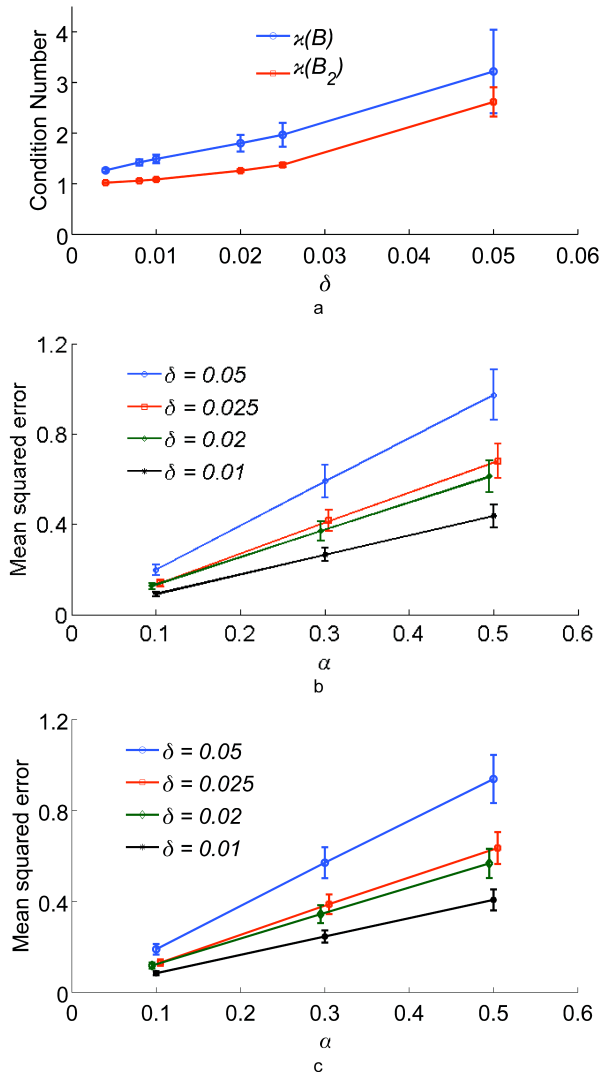 4
ϰ(B)
ϰ(B2)
3
2
1
0
Condition Number
0 0.01 0.02 0.03 0.04 0.05 0.06
δ
a
1.2
δ = 0.05
δ = 0.025
δ = 0.02
δ = 0.01
0.8
0.4
0
Mean squared error
0 0.1 0.2 0.3 0.4 0.5 0.6
α
b
1.2
δ = 0.05
δ = 0.025
δ = 0.02
δ = 0.01
0.8
0.4
0
Mean squared error
0 0.1 0.2 0.3 0.4 0.5 0.6
α
c